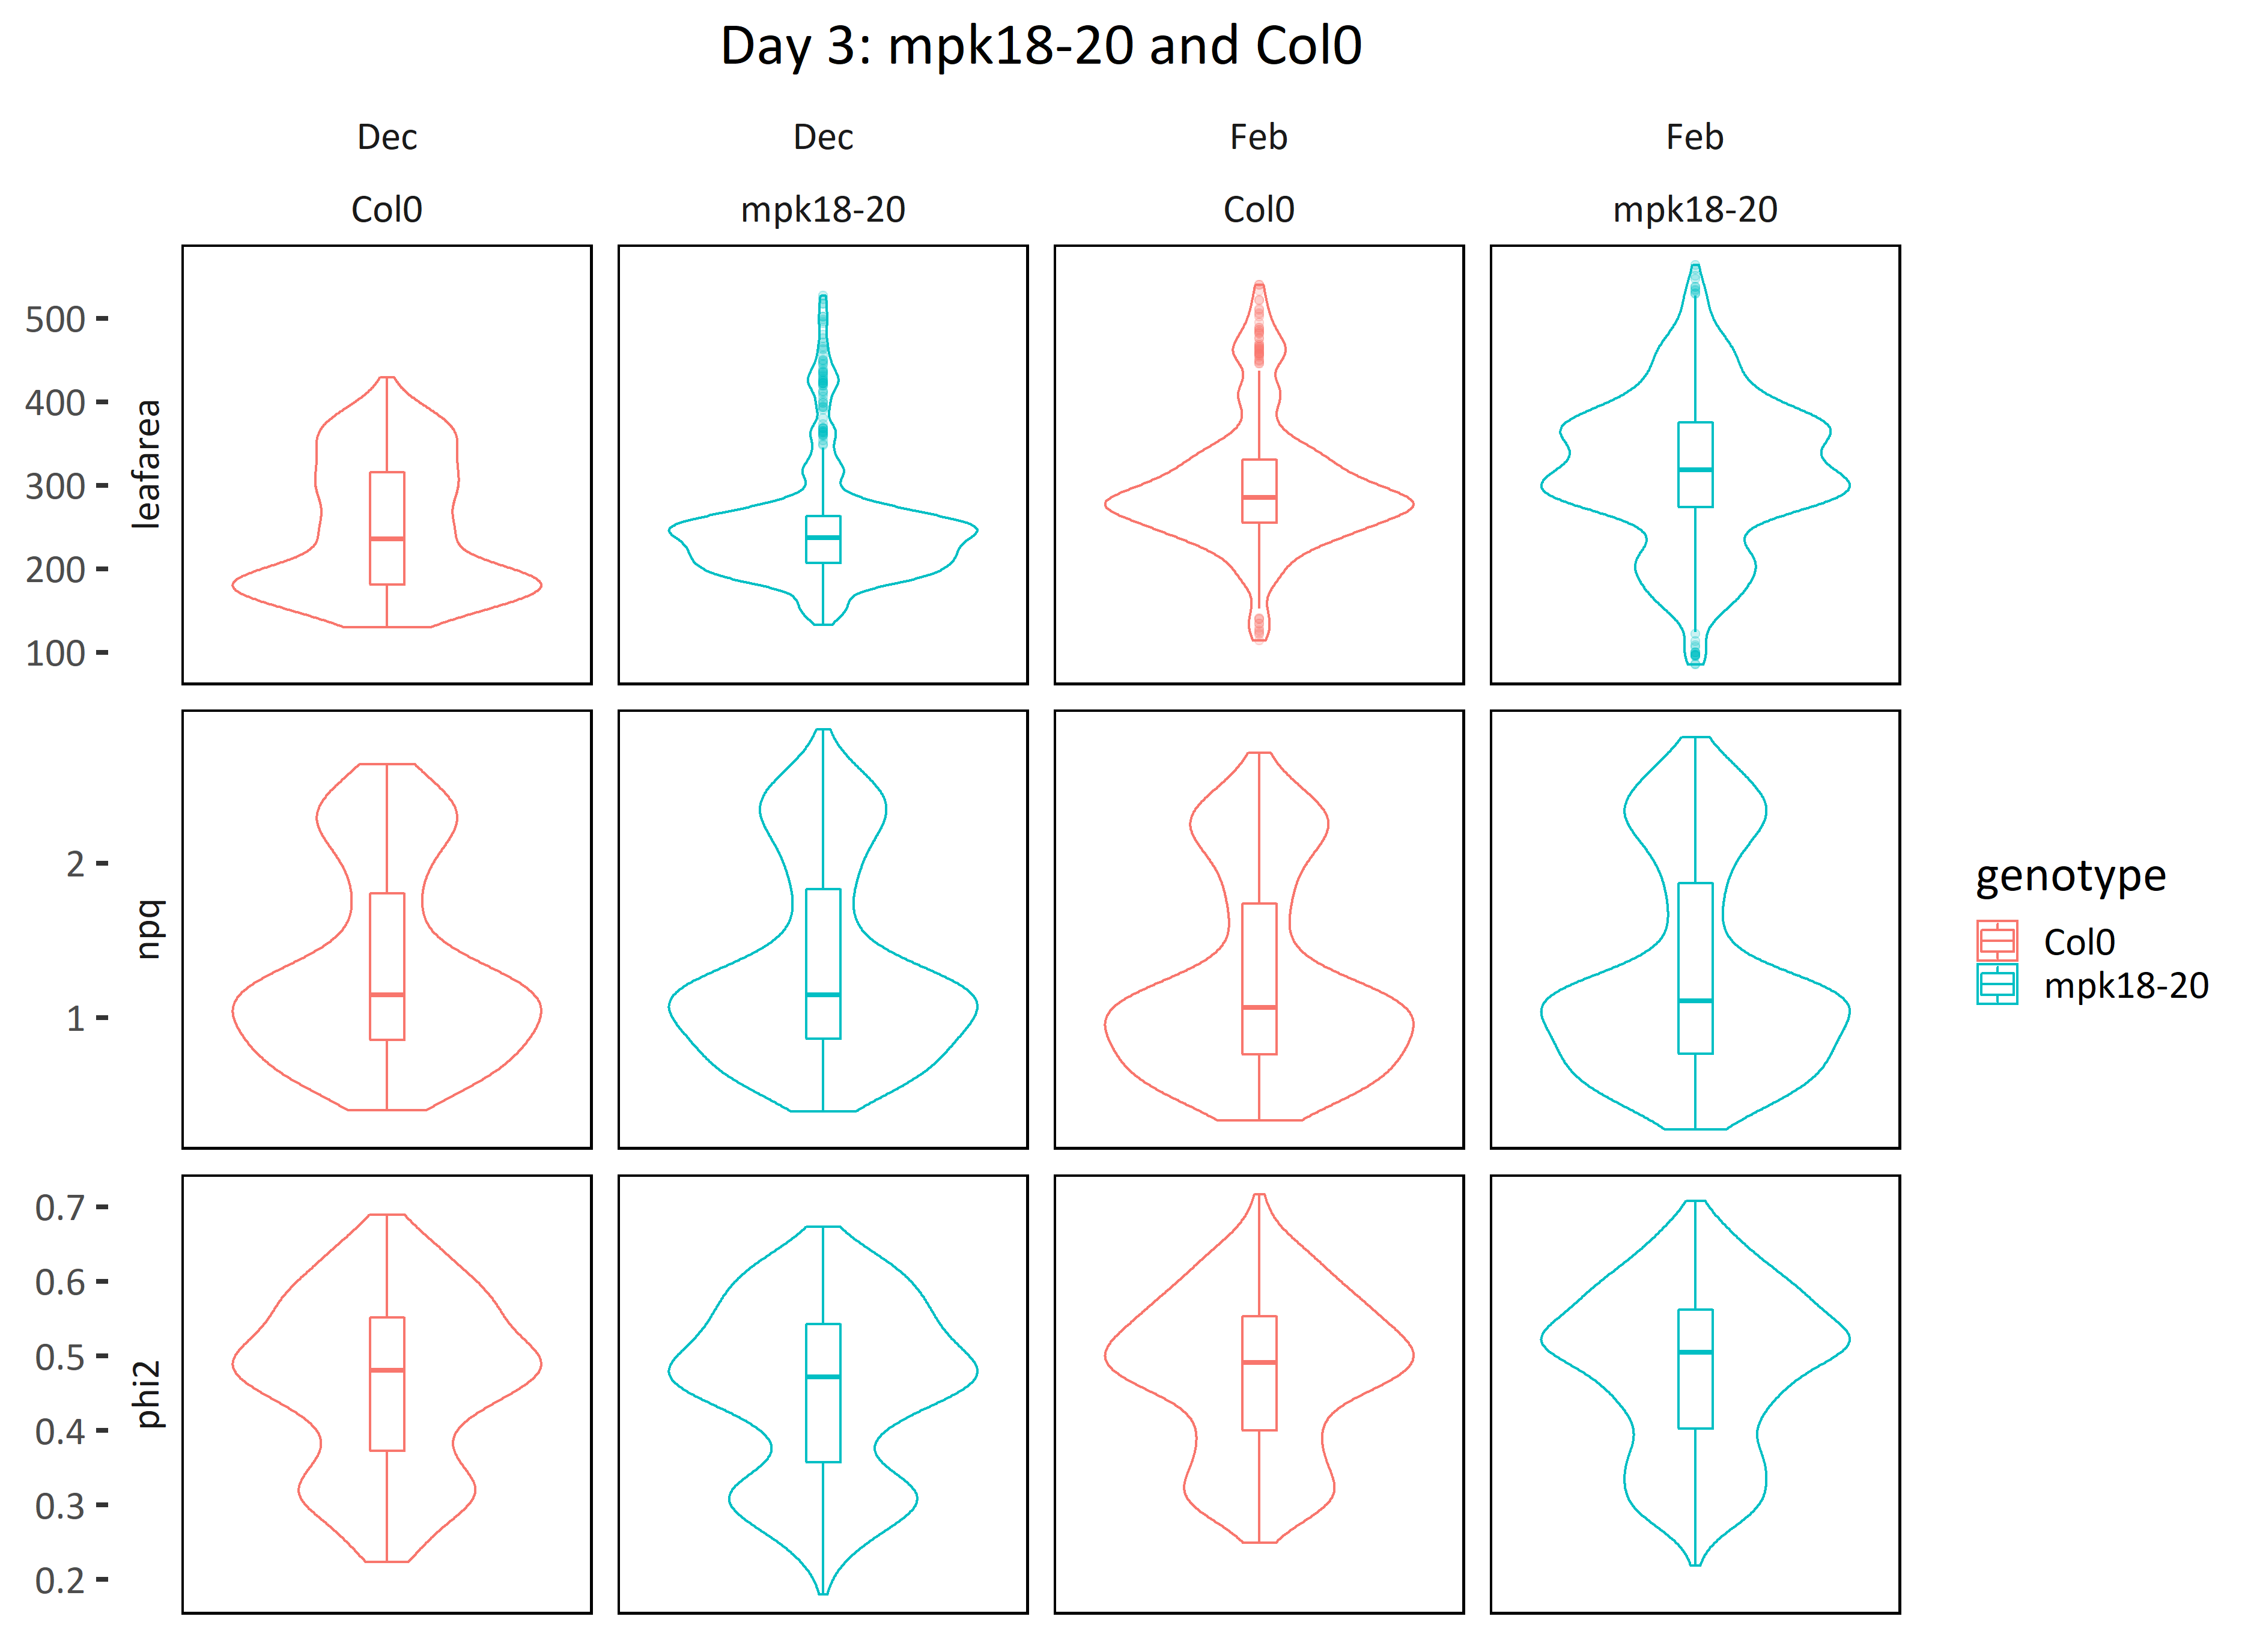 Day 3: mpk18-20 and Col0
Dec Dec Feb Feb
Col0 mpk18-20 Col0 mpk18-20
500
400
300
200
100
leafarea
2
1
npq
0.7
0.6
0.5
0.4
0.3
0.2
phi2
genotype
Col0
mpk18-20